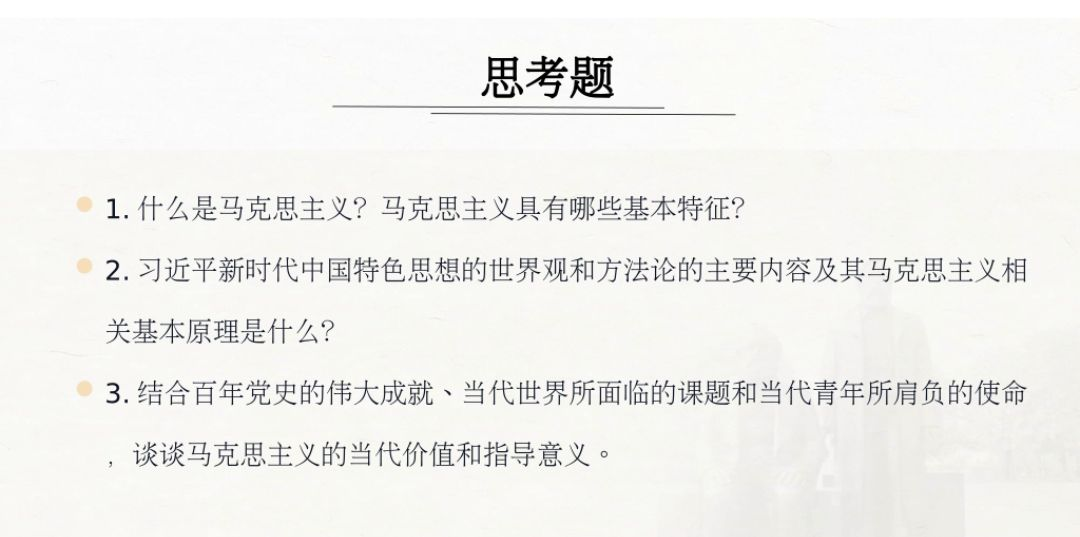 思考题
1. 什么是马克思主义？马克思主义具有哪些基本特征？
2. 习近平新时代中国特色思想的世界观和方法论的主要内容及其马克思主义相
关基本原理是什么？
3. 结合百年党史的伟大成就、当代世界所面临的课题和当代青年所肩负的使命
，谈谈马克思主义的当代价值和指导意义。